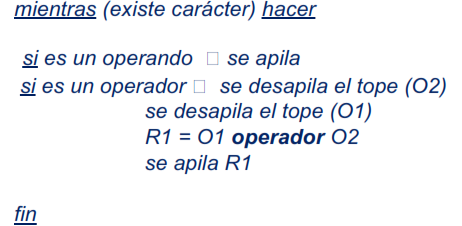 mientras (existe carácter) hacer
si es un operando □ se apila
si es un operador □ se desapila el tope (O2)
se desapila el tope (O1)
R1 = O1 operador O2
se apila R1
fin